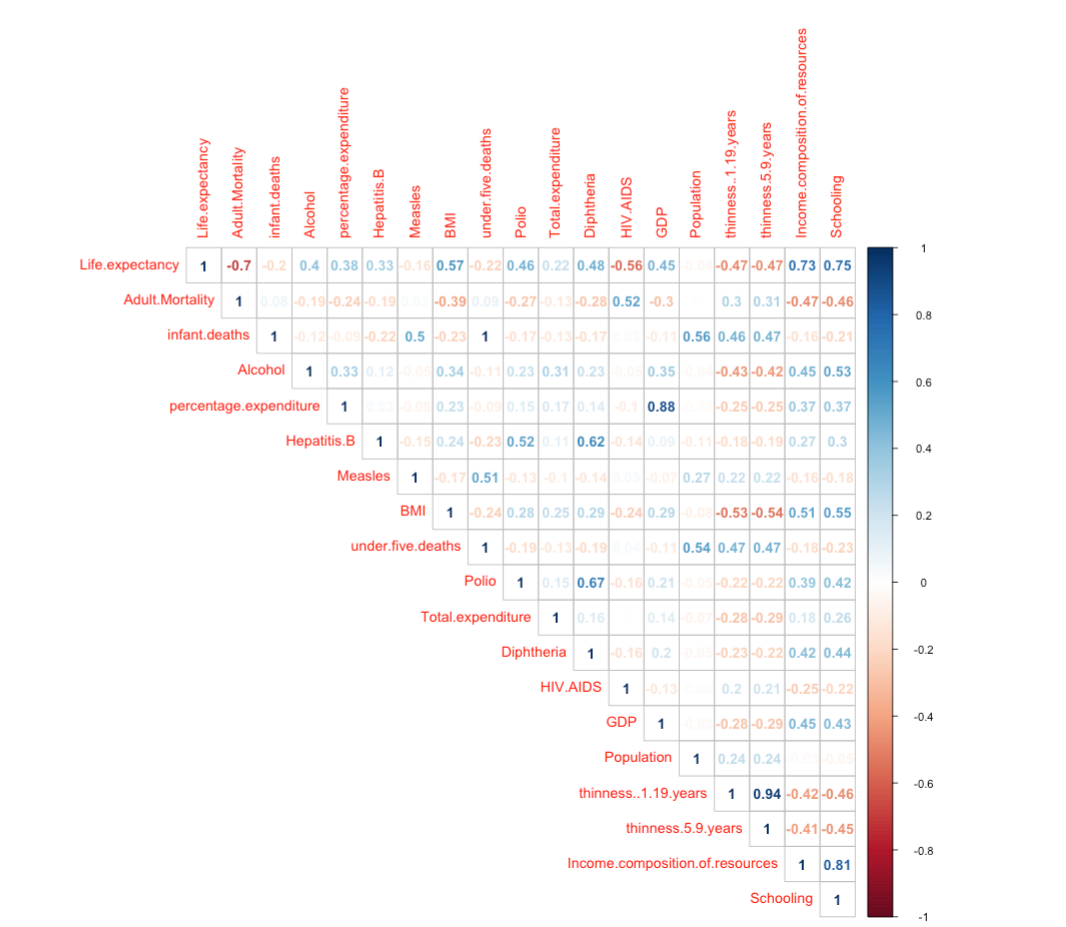 Life.expectancy Adult.Mortality infant.deaths Alcohol percentage.expenditure Hepatitis.B Measles BMI under.five.deaths Polio Total.expenditure Diphtheria HIV.AIDS GDP Population thinness..1.19.years thinness.5.9.years Income.composition.of.resources Schooling
Life.expectancy 1 -0.7 -0.2 0.4 0.38 0.33 -0.16 0.57 -0.22 0.46 0.22 0.48 -0.56 0.45 -0.47 -0.47 0.73 0.75
Adult.Mortality 1 0.08 -0.19 -0.24 -0.19 -0.39 0.09 -0.27 -0.13 -0.28 0.52 -0.3 0.3 0.31 -0.47 -0.46
infant.deaths 1 -0.12 -0.09 -0.22 0.5 -0.23 1 -0.17 -0.13 -0.17 -0.11 0.56 0.46 0.47 -0.16 -0.21
Alcohol 1 0.33 0.12 -0.05 0.34 -0.11 0.23 0.31 0.23 -0.05 0.35 -0.43 -0.42 0.45 0.53
percentage.expenditure 1 0.23 -0.09 0.15 0.17 0.14 -0.1 0.88 -0.25 -0.25 0.37 0.37
Hepatitis.B 1 -0.15 0.24 -0.23 0.52 0.11 0.62 -0.14 0.09 -0.11 -0.18 -0.19 0.27 0.3
Measles 1 -0.17 0.51 -0.13 -0.1 -0.14 -0.07 0.27 0.22 0.22 -0.16 -0.18
BMI 1 -0.24 0.28 0.25 0.29 -0.24 0.29 -0.08 -0.53 -0.54 0.51 0.55
under.five.deaths 1 -0.19 -0.13 -0.19 0.04 -0.11 0.54 0.47 0.47 -0.18 -0.23
Polio 1 0.15 0.67 -0.16 0.21 -0.05 -0.22 -0.22 0.39 0.42
Total.expenditure 1 0.16 0.14 -0.07 -0.28 -0.29 0.18 0.26
Diphtheria 1 -0.16 0.2 -0.05 -0.23 -0.22 0.42 0.44
HIV.AIDS 1 -0.13 0.2 0.21 -0.25 -0.22
GDP 1 -0.28 -0.29 0.45 0.43
Population 1 0.24 0.24 -0.05
thinness..1.19.years 1 0.94 -0.42 -0.46
thinness.5.9.years 1 -0.41 -0.45
Income.composition.of.resources 1 0.81
Schooling 1
1
0.8
0.6
0.4
0.2
0
-0.2
-0.4
-0.6
-0.8
-1